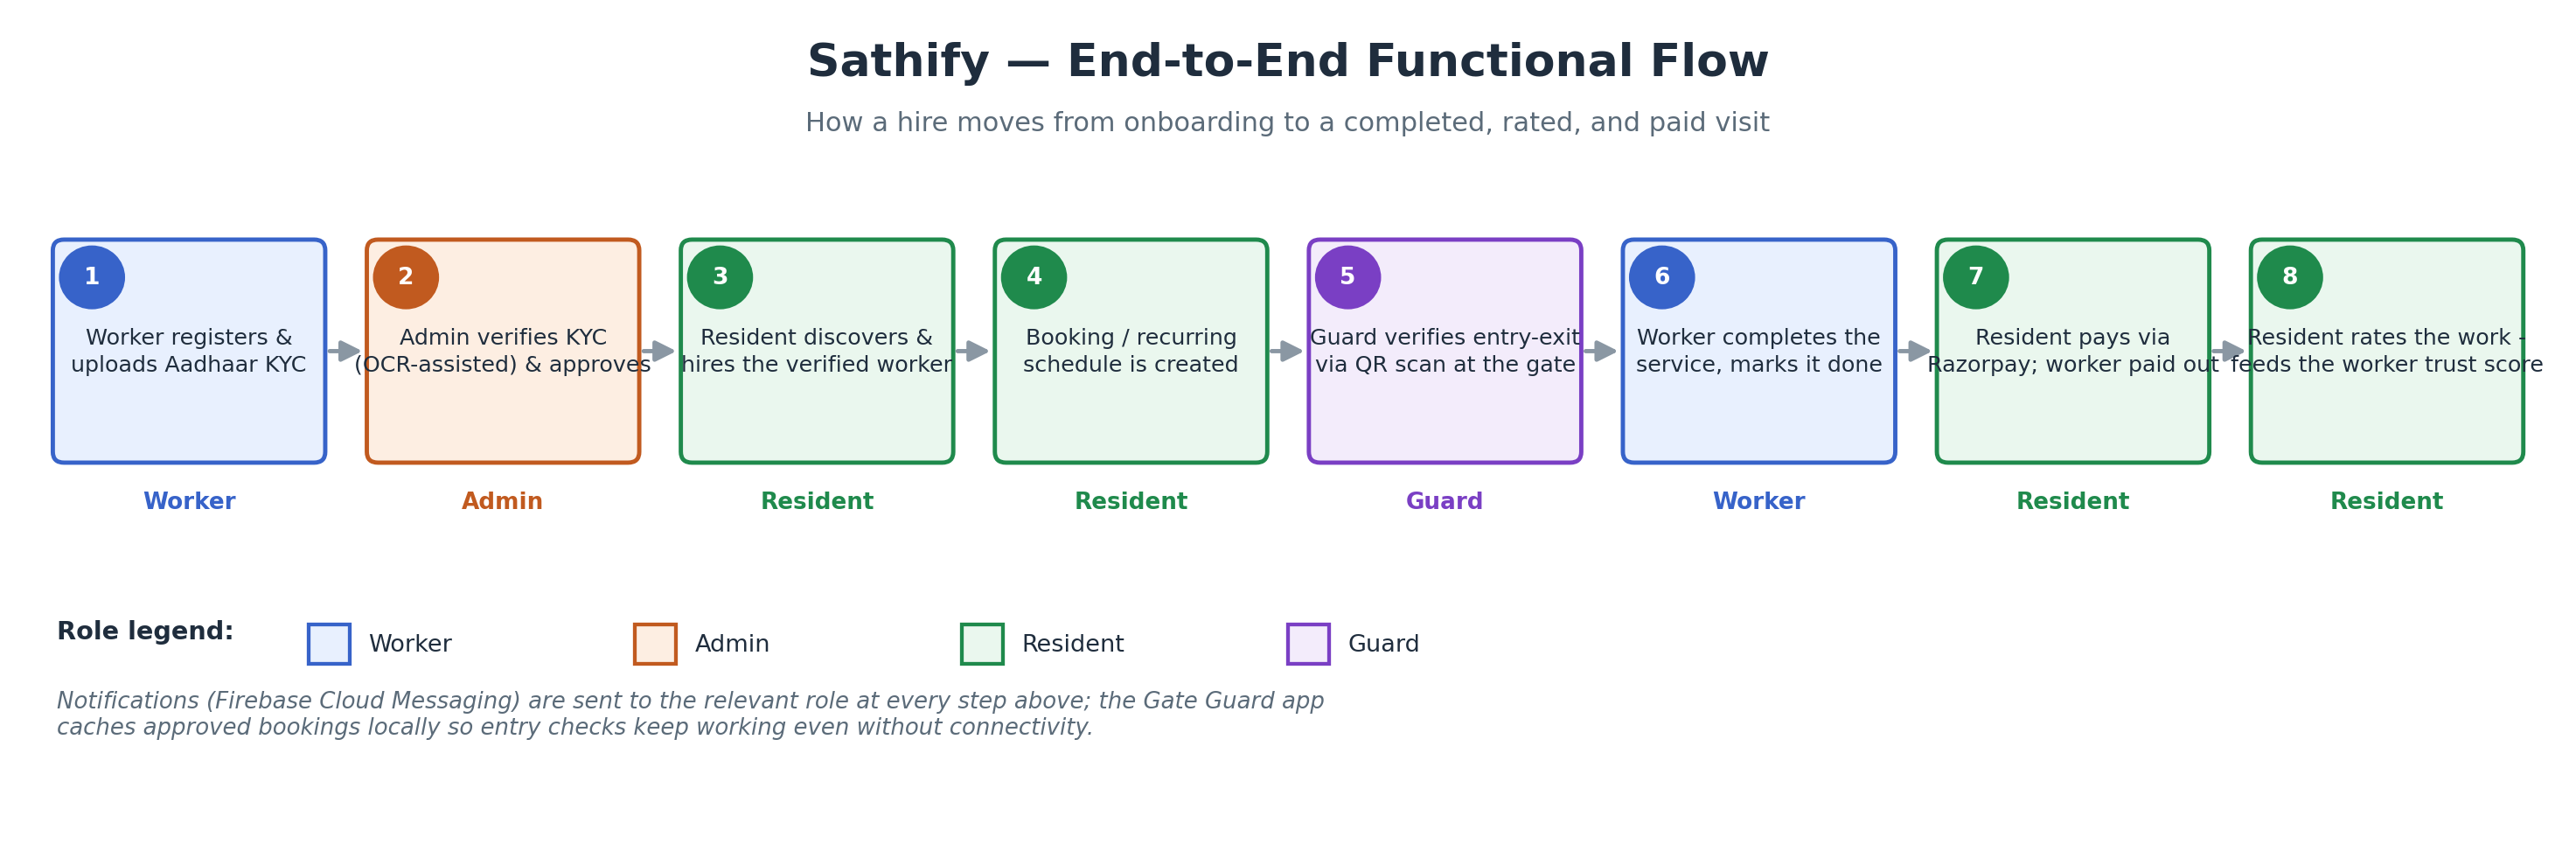 Sathify — End-to-End Functional Flow
How a hire moves from onboarding to a completed, rated, and paid visit
1
Worker registers &
uploads Aadhaar KYC
Worker
2
Admin verifies KYC
(OCR-assisted) & approves
Admin
3
Resident discovers &
hires the verified worker
Resident
4
Booking / recurring
schedule is created
Resident
5
Guard verifies entry-exit
via QR scan at the gate
Guard
6
Worker completes the
service, marks it done
Worker
7
Resident pays via
Razorpay; worker paid out
Resident
8
Resident rates the work -
feeds the worker trust score
Resident
Role legend:
Worker
Admin
Resident
Guard
Notifications (Firebase Cloud Messaging) are sent to the relevant role at every step above; the Gate Guard app
caches approved bookings locally so entry checks keep working even without connectivity.